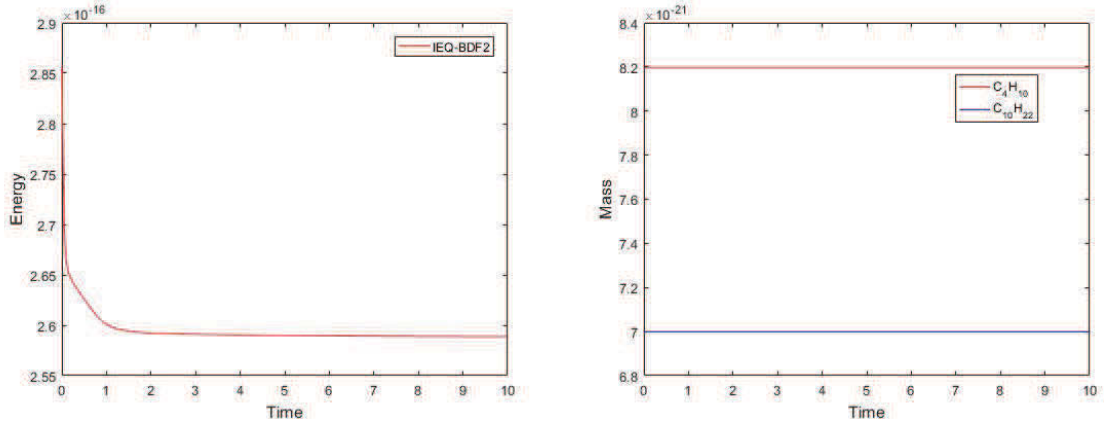 × 10^-16
2.9
2.85
2.8
2.75
2.7
2.65
2.6
2.55
Energy
IEQ-BDF2
0 1 2 3 4 5 6 7 8 9 10
Time
× 10^-21
8.4
8.2
8
7.8
7.6
7.4
7.2
7
6.8
Mass
C_4H_10
C_10H_22
0 1 2 3 4 5 6 7 8 9 10
Time